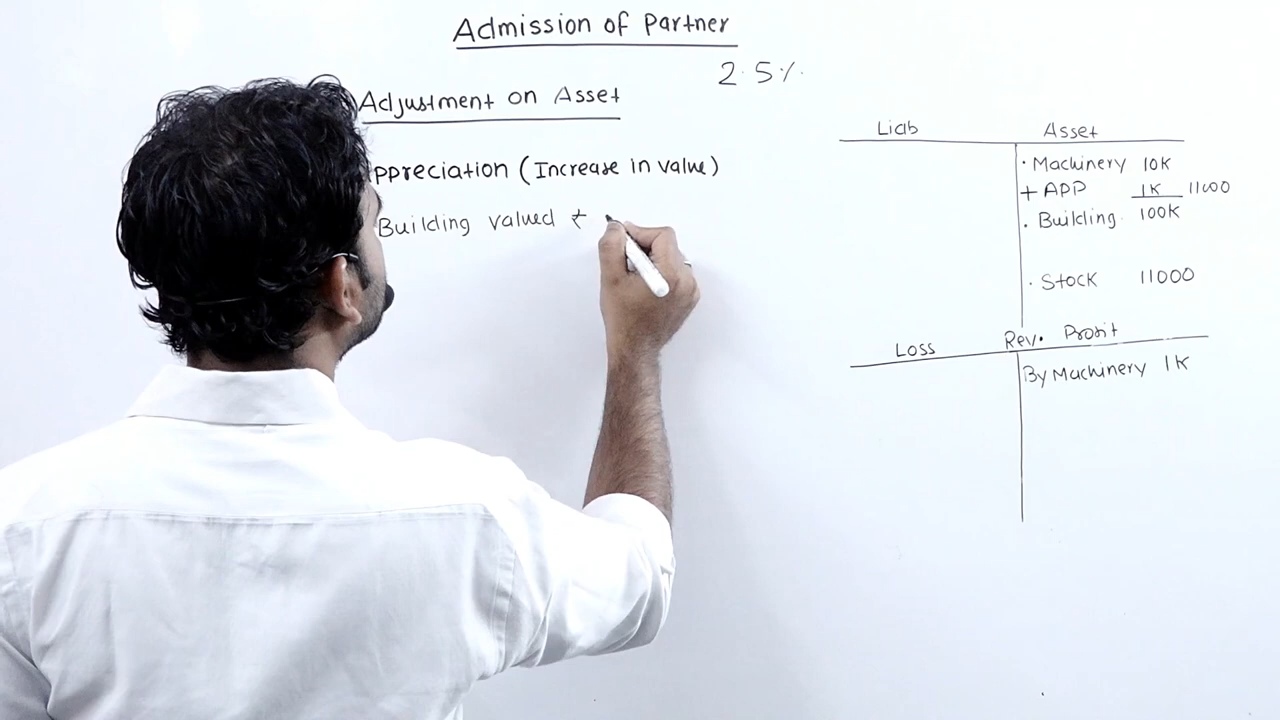 Admission of Partner
2.5%
Adjustment on Asset
ppreciation (Increase in value)
Building valued ₹
Liab Asset
· Machinery 10K
+ APP 1K 11000
· Building. 100K
· Stock 11000
Loss Rev. Profit
By Machinery 1K